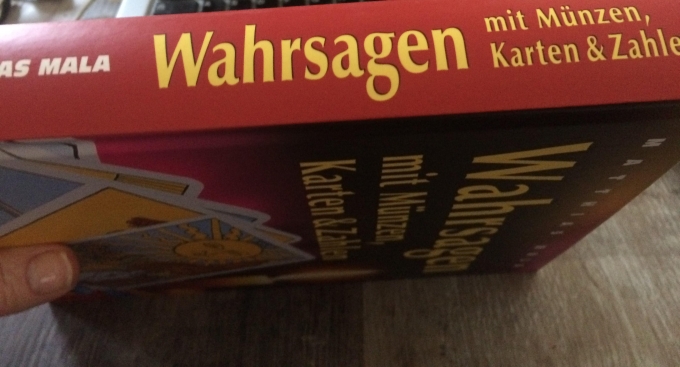 AS MALA
Wahrsagen
mit Münzen,
Karten & Zahle
Wahrsagen
mit Münzen,
Karten & Zahlen